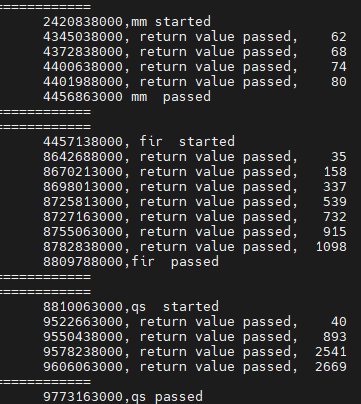 ============
2420838000,mm started
4345038000, return value passed,    62
4372838000, return value passed,    68
4400638000, return value passed,    74
4401988000, return value passed,    80
4456863000 mm  passed
============
============
4457138000, fir  started
8642688000, return value passed,    35
8670213000, return value passed,   158
8698013000, return value passed,   337
8725813000, return value passed,   539
8727163000, return value passed,   732
8755063000, return value passed,   915
8782838000, return value passed,  1098
8809788000,fir  passed
============
============
8810063000,qs  started
9522663000, return value passed,    40
9550438000, return value passed,   893
9578238000, return value passed,  2541
9606063000, return value passed,  2669
============
9773163000,qs passed